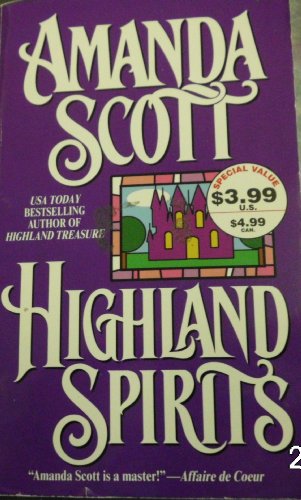 AMANDA
SCOTT
USA TODAY
BESTSELLING
AUTHOR OF
HIGHLAND TREASURE
SPECIAL VALUE
$3.99
U.S.
$4.99
CAN.
HIGHLAND
SPIRITS
"Amanda Scott is a master!"—Affaire de Coeur
2